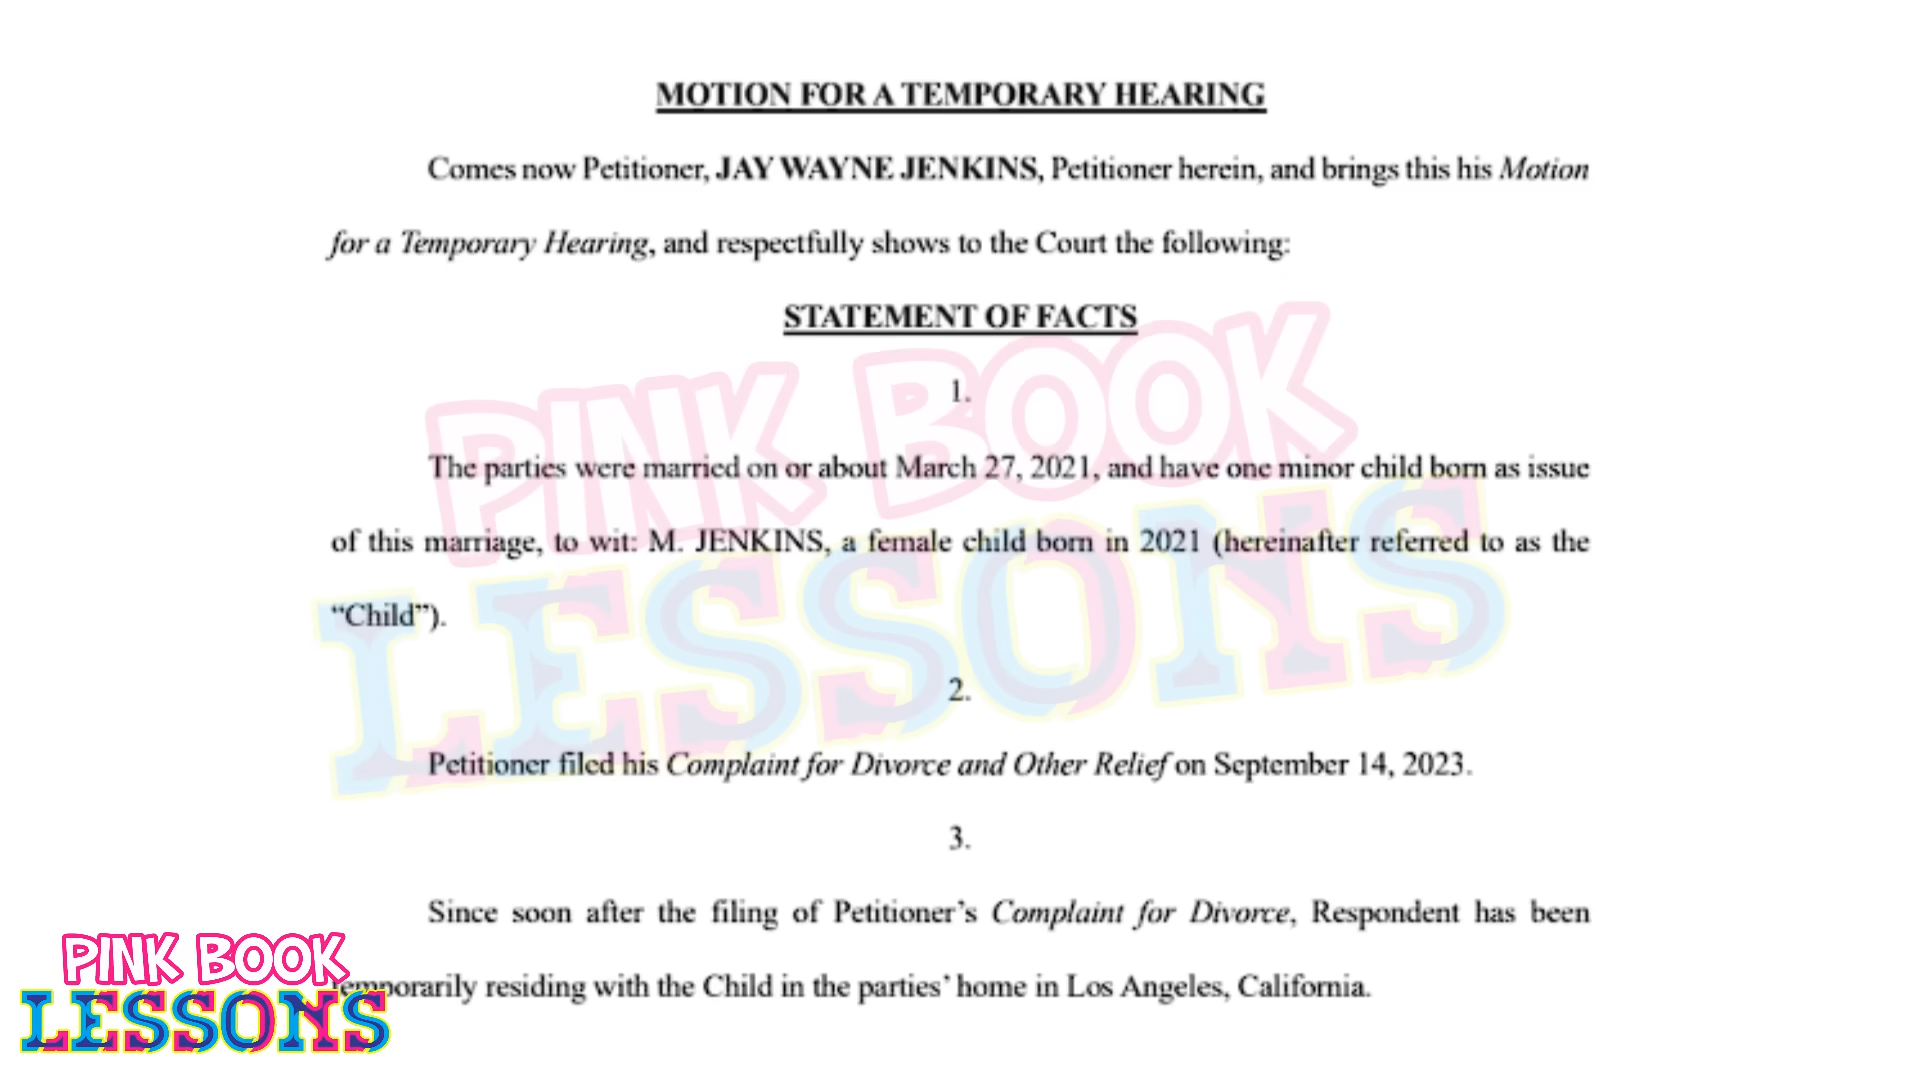 MOTION FOR A TEMPORARY HEARING
Comes now Petitioner, JAY WAYNE JENKINS, Petitioner herein, and brings this his Motion
for a Temporary Hearing, and respectfully shows to the Court the following:
STATEMENT OF FACTS
1.
The parties were married on or about March 27, 2021, and have one minor child born as issue
of this marriage, to wit: M. JENKINS, a female child born in 2021 (hereinafter referred to as the
“Child”).
2.
Petitioner filed his Complaint for Divorce and Other Relief on September 14, 2023.
3.
Since soon after the filing of Petitioner’s Complaint for Divorce, Respondent has been
temporarily residing with the Child in the parties’ home in Los Angeles, California.
PINK BOOK
LESSONS
PINK BOOK
LESSONS